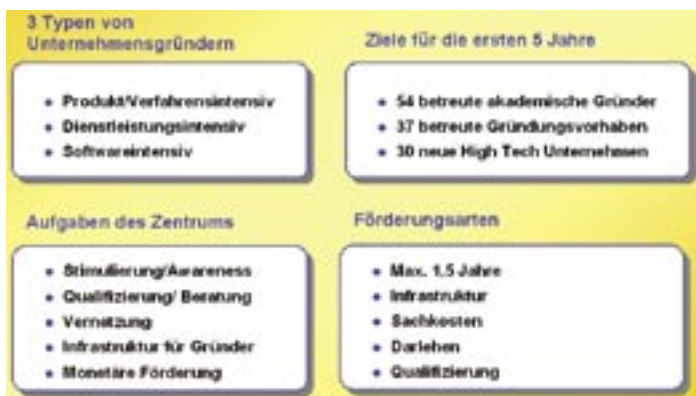 3 Typen von
Unternehmensgründern
• Produkt/Verfahrensintensiv
• Dienstleistungsintensiv
• Softwareintensiv
Ziele für die ersten 5 Jahre
• 54 betreute akademische Gründer
• 37 betreute Gründungsvorhaben
• 30 neue High Tech Unternehmen
Aufgaben des Zentrums
• Stimulierung/Awareness
• Qualifizierung/ Beratung
• Vernetzung
• Infrastruktur für Gründer
• Monetäre Förderung
Förderungsarten
• Max. 1,5 Jahre
• Infrastruktur
• Sachkosten
• Darlehen
• Qualifizierung